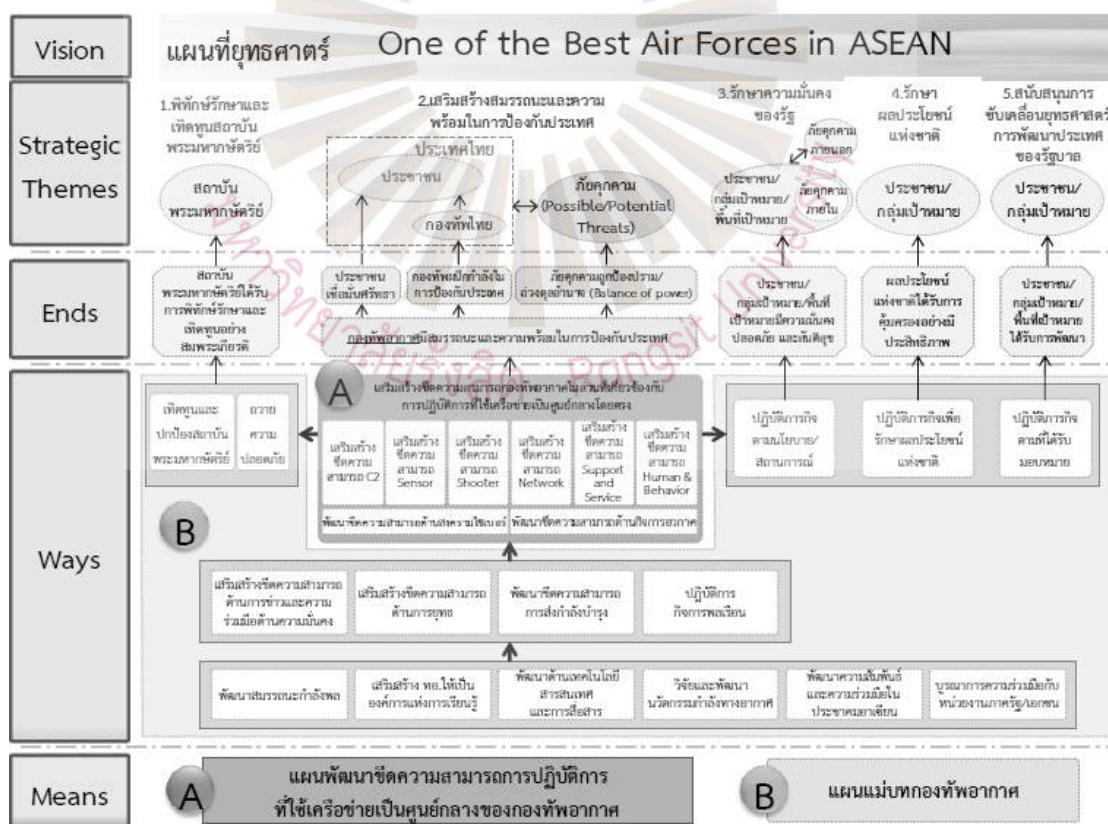 Vision
แผนที่ยุทธศาตร์
One of the Best Air Forces in ASEAN
Strategic
Themes
1.พิทักษ์รักษาและ
เทิดทูนสถาบัน
พระมหากษัตริย์
สถาบัน
พระมหากษัตริย์
2.เสริมสร้างสมรรถนะและความ
พร้อมในการป้องกันประเทศ
ประเทศไทย
ประชาชน
กองทัพไทย
ภัยคุกคาม
(Possible/Potential
Threats)
3.รักษาความมั่นคง
ของรัฐ
ภัยคุกคาม
ภายนอก
ประชาชน/
กลุ่มเป้าหมาย/
พื้นที่เป้าหมาย
ภัยคุกคาม
ภายใน
4.รักษา
ผลประโยชน์
แห่งชาติ
ประชาชน/
กลุ่มเป้าหมาย
5.สนับสนุนการ
ขับเคลื่อนยุทธศาสตร์
การพัฒนาประเทศ
ของรัฐบาล
ประชาชน/
กลุ่มเป้าหมาย
Ends
สถาบัน
พระมหากษัตริย์ได้รับ
การพิทักษ์รักษาและ
เทิดทูนอย่าง
สมพระเกียรติ
ประชาชน
เชื่อมั่นศรัทธา
กองทัพผนึกกำลังใน
การป้องกันประเทศ
ภัยคุกคามถูกป้องปราม/
ถ่วงดุลอำนาจ (Balance of power)
กองทัพอากาศมีสมรรถนะและความพร้อมในการป้องกันประเทศ
ประชาชน/
กลุ่มเป้าหมาย/พื้นที่
เป้าหมายมีความมั่นคง
ปลอดภัย และสันติสุข
ผลประโยชน์
แห่งชาติได้รับการ
คุ้มครองอย่างมี
ประสิทธิภาพ
ประชาชน/
กลุ่มเป้าหมาย/
พื้นที่เป้าหมาย
ได้รับการพัฒนา
Ways
เทิดทูนและ
ปกป้องสถาบัน
พระมหากษัตริย์
ถวาย
ความ
ปลอดภัย
A
เสริมสร้างขีดความสามารถกองทัพอากาศในส่วนที่เกี่ยวข้องกับ
การปฏิบัติการที่ใช้เครือข่ายเป็นศูนย์กลางโดยตรง
เสริมสร้าง
ขีดความ
สามารถ C2
เสริมสร้าง
ขีดความ
สามารถ
Sensor
เสริมสร้าง
ขีดความ
สามารถ
Shooter
เสริมสร้าง
ขีดความ
สามารถ
Network
เสริมสร้าง
ขีดความ
สามารถ
Support
and
Service
เสริมสร้าง
ขีดความ
สามารถ
Human &
Behavior
พัฒนาขีดความสามารถด้านสงครามไซเบอร์
พัฒนาขีดความสามารถด้านกิจการอวกาศ
ปฏิบัติภารกิจ
ตามนโยบาย/
สถานการณ์
ปฏิบัติภารกิจเพื่อ
รักษาผลประโยชน์
แห่งชาติ
ปฏิบัติภารกิจ
ตามที่ได้รับ
มอบหมาย
B
เสริมสร้างขีดความสามารถ
ด้านการข่าวและความ
ร่วมมือด้านความมั่นคง
เสริมสร้างขีดความสามารถ
ด้านการยุทธ
พัฒนาขีดความสามารถ
การส่งกำลังบำรุง
ปฏิบัติการ
กิจการพลเรือน
พัฒนาสมรรถนะกำลังพล
เสริมสร้าง ทอ.ให้เป็น
องค์การแห่งการเรียนรู้
พัฒนาด้านเทคโนโลยี
สารสนเทศ
และการสื่อสาร
วิจัยและพัฒนา
นวัตกรรมกำลังทางอากาศ
พัฒนาความสัมพันธ์
และความร่วมมือใน
ประชาคมอาเซียน
บูรณาการความร่วมมือกับ
หน่วยงานภาครัฐ/เอกชน
Means
A
แผนพัฒนาขีดความสามารถการปฏิบัติการ
ที่ใช้เครือข่ายเป็นศูนย์กลางของกองทัพอากาศ
B
แผนแม่บทกองทัพอากาศ
มหาวิทยาลัยรังสิต Rangsit University